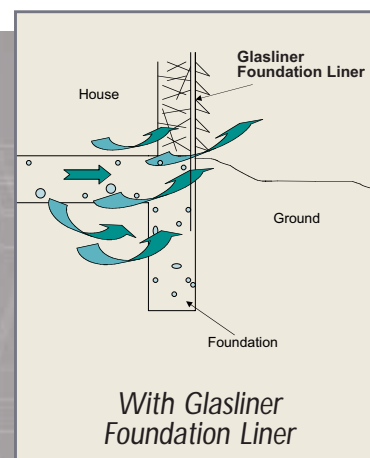 Glasliner
Foundation Liner
House
Ground
Foundation
With Glasliner
Foundation Liner